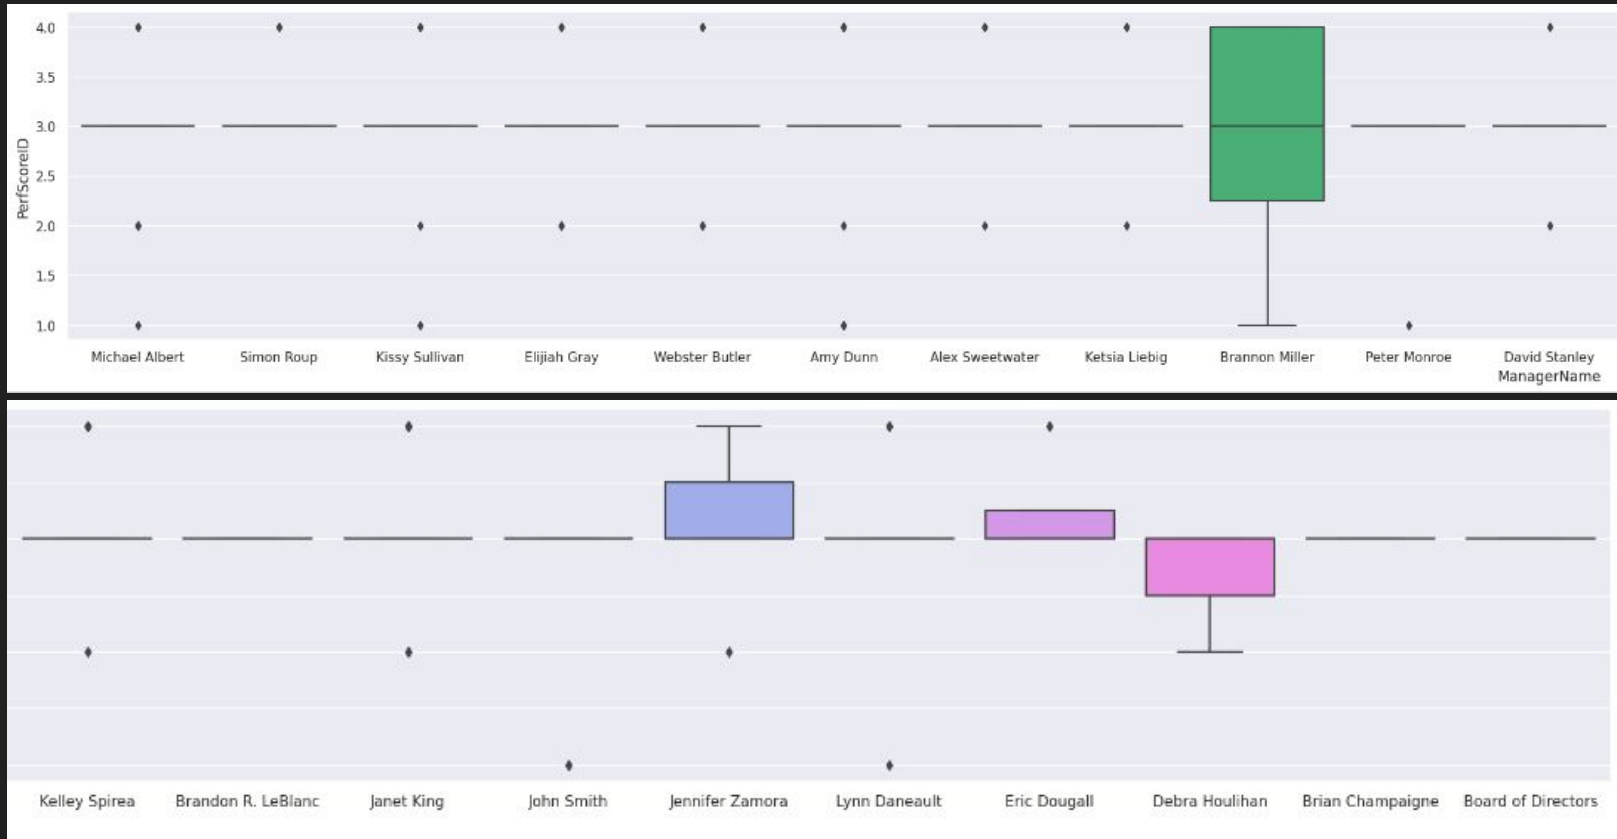 4.0
3.5
3.0
2.5
2.0
1.5
1.0
PerfScoreID
Michael Albert Simon Roup Kissy Sullivan Elijiah Gray Webster Butler Amy Dunn Alex Sweetwater Ketsia Liebig Brannon Miller Peter Monroe David Stanley
ManagerName
Kelley Spirea Brandon R. LeBlanc Janet King John Smith Jennifer Zamora Lynn Daneault Eric Dougall Debra Houlihan Brian Champaigne Board of Directors